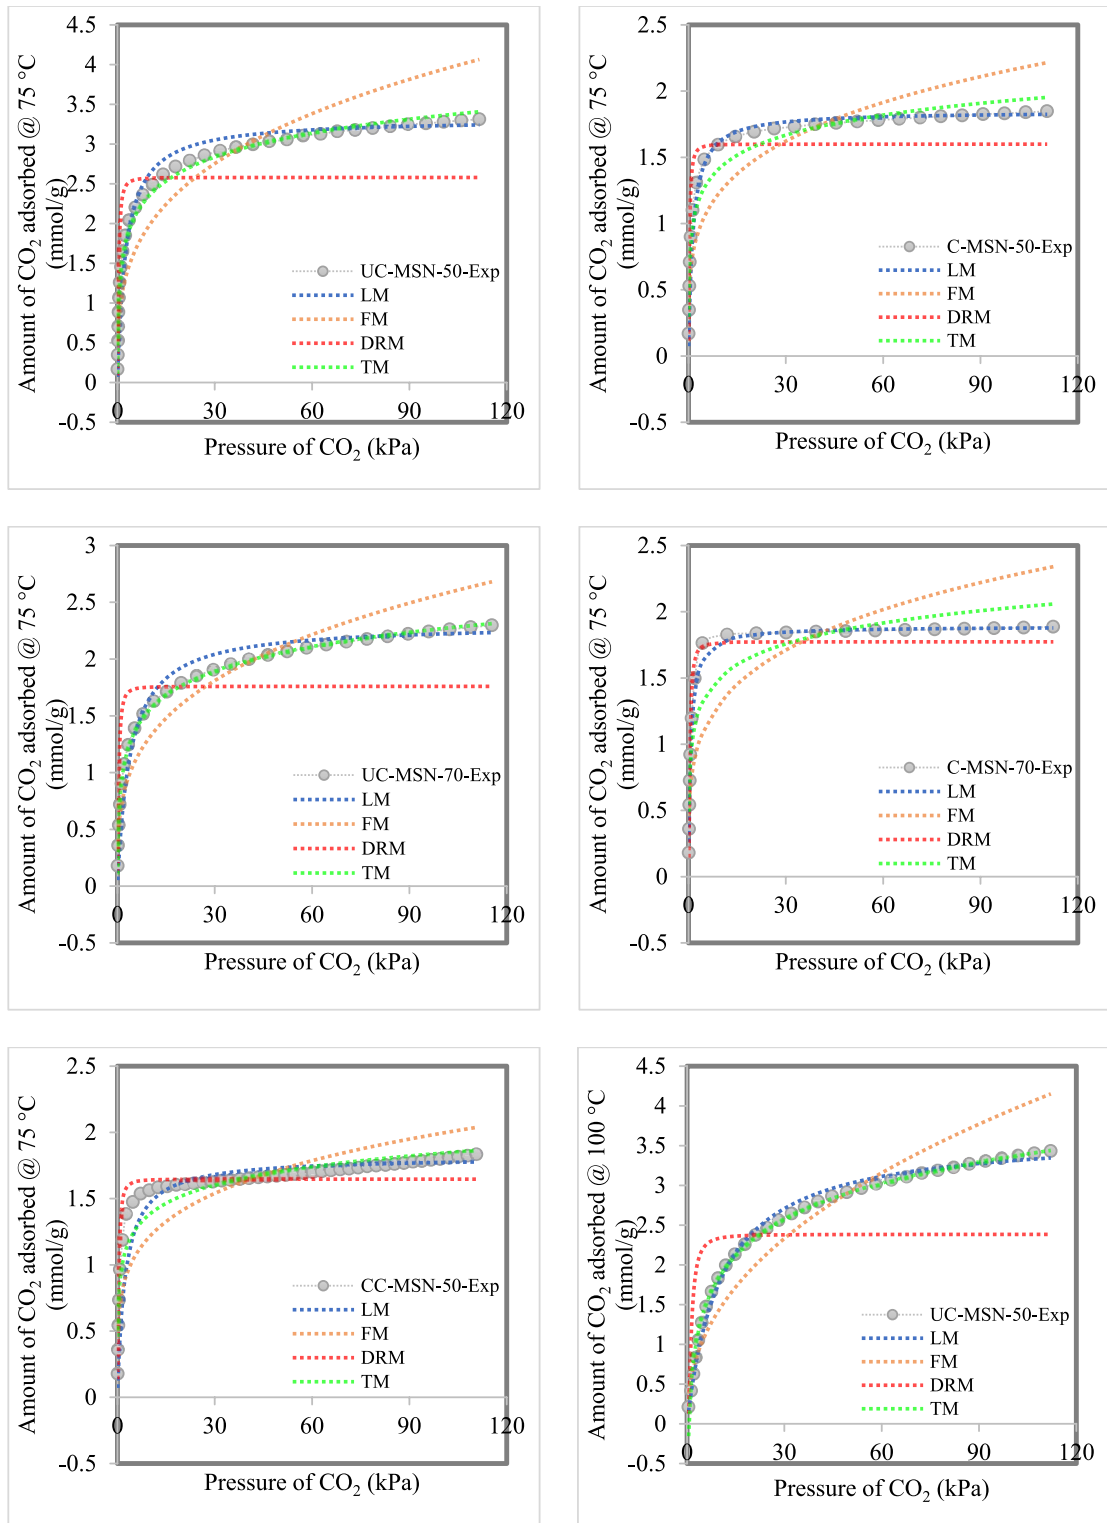 Amount of CO2 adsorbed @ 75 °C
(mmol/g)
4.5
4
3.5
3
2.5
2
1.5
1
0.5
0
-0.5
0 30 60 90 120
Pressure of CO2 (kPa)
UC-MSN-50-Exp
LM
FM
DRM
TM
Amount of CO2 adsorbed @ 75 °C
(mmol/g)
2.5
2
1.5
1
0.5
0
-0.5
0 30 60 90 120
Pressure of CO2 (kPa)
C-MSN-50-Exp
LM
FM
DRM
TM
Amount of CO2 adsorbed @ 75 °C
(mmol/g)
3
2.5
2
1.5
1
0.5
0
-0.5
0 30 60 90 120
Pressure of CO2 (kPa)
UC-MSN-70-Exp
LM
FM
DRM
TM
Amount of CO2 adsorbed @ 75 °C
(mmol/g)
2.5
2
1.5
1
0.5
0
-0.5
0 30 60 90 120
Pressure of CO2 (kPa)
C-MSN-70-Exp
LM
FM
DRM
TM
Amount of CO2 adsorbed @ 75 °C
(mmol/g)
2.5
2
1.5
1
0.5
0
-0.5
0 30 60 90 120
Pressure of CO2 (kPa)
CC-MSN-50-Exp
LM
FM
DRM
TM
Amount of CO2 adsorbed @ 100 °C
(mmol/g)
4.5
4
3.5
3
2.5
2
1.5
1
0.5
0
-0.5
0 30 60 90 120
Pressure of CO2 (kPa)
UC-MSN-50-Exp
LM
FM
DRM
TM